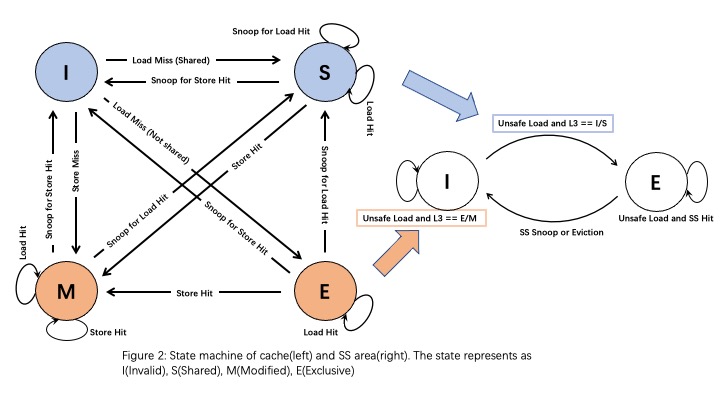 Snoop for Load Hit
I
Load Miss (Shared)
Snoop for Store Hit
S
Load Hit
Load Miss (Not shared)
Store Hit
Snoop for Store Hit
Store Miss
Snoop for Load Hit
Snoop for Store Hit
Snoop for Load Hit
Load Hit
M
Store Hit
Store Hit
E
Load Hit
Unsafe Load and L3 == I/S
I
E
Unsafe Load and L3 == E/M
Unsafe Load and SS Hit
SS Snoop or Eviction
Figure 2: State machine of cache(left) and SS area(right). The state represents as
I(Invalid), S(Shared), M(Modified), E(Exclusive)